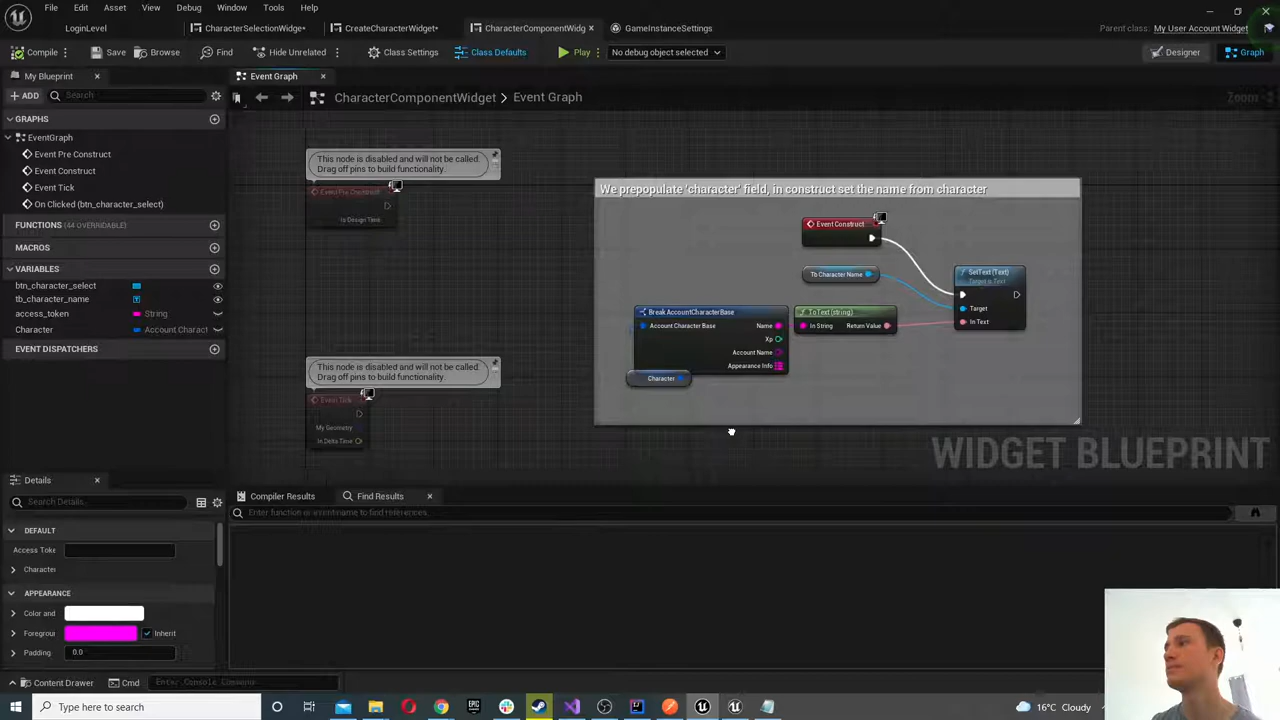 File
Edit
Asset
View
Debug
Window
Tools
Help
LoginLevel
CharacterSelectionWidge•
CreateCharacterWidget•
CharacterComponentWidg
GameInstanceSettings
Parent class: My User Account Widget
Compile
Save
Browse
Find
Hide Unrelated
Class Settings
Class Defaults
Play
No debug object selected
Designer
Graph
My Blueprint
Event Graph
ADD
Search
CharacterComponentWidget > Event Graph
GRAPHS
EventGraph
Event Pre Construct
Event Construct
Event Tick
On Clicked (btn_character_select)
FUNCTIONS (44 OVERRIDABLE)
MACROS
VARIABLES
btn_character_select
tb_character_name
access_token String
Character Account Charact
EVENT DISPATCHERS
This node is disabled and will not be called.
Drag off pins to build functionality.
Event Pre Construct
Is Design Time
We prepopulate 'character' field, in construct set the name from character
Event Construct
Tb Character Name
SetText (Text)
Target is Text
Target
In Text
Break AccountCharacterBase
Account Character Base
Name
Xp
Account Name
Appearance Info
ToText (string)
In String
Return Value
Character
This node is disabled and will not be called.
Drag off pins to build functionality.
Event Tick
My Geometry
In Delta Time
WIDGET BLUEPRINT
Details
Search Details
DEFAULT
Access Toke
Character
APPEARANCE
Color and
Foregroun
Inherit
Padding
0.0
Compiler Results
Find Results
Enter function or event name to find references...
Content Drawer
Cmd
Enter Console Command
Type here to search
16°C Cloudy